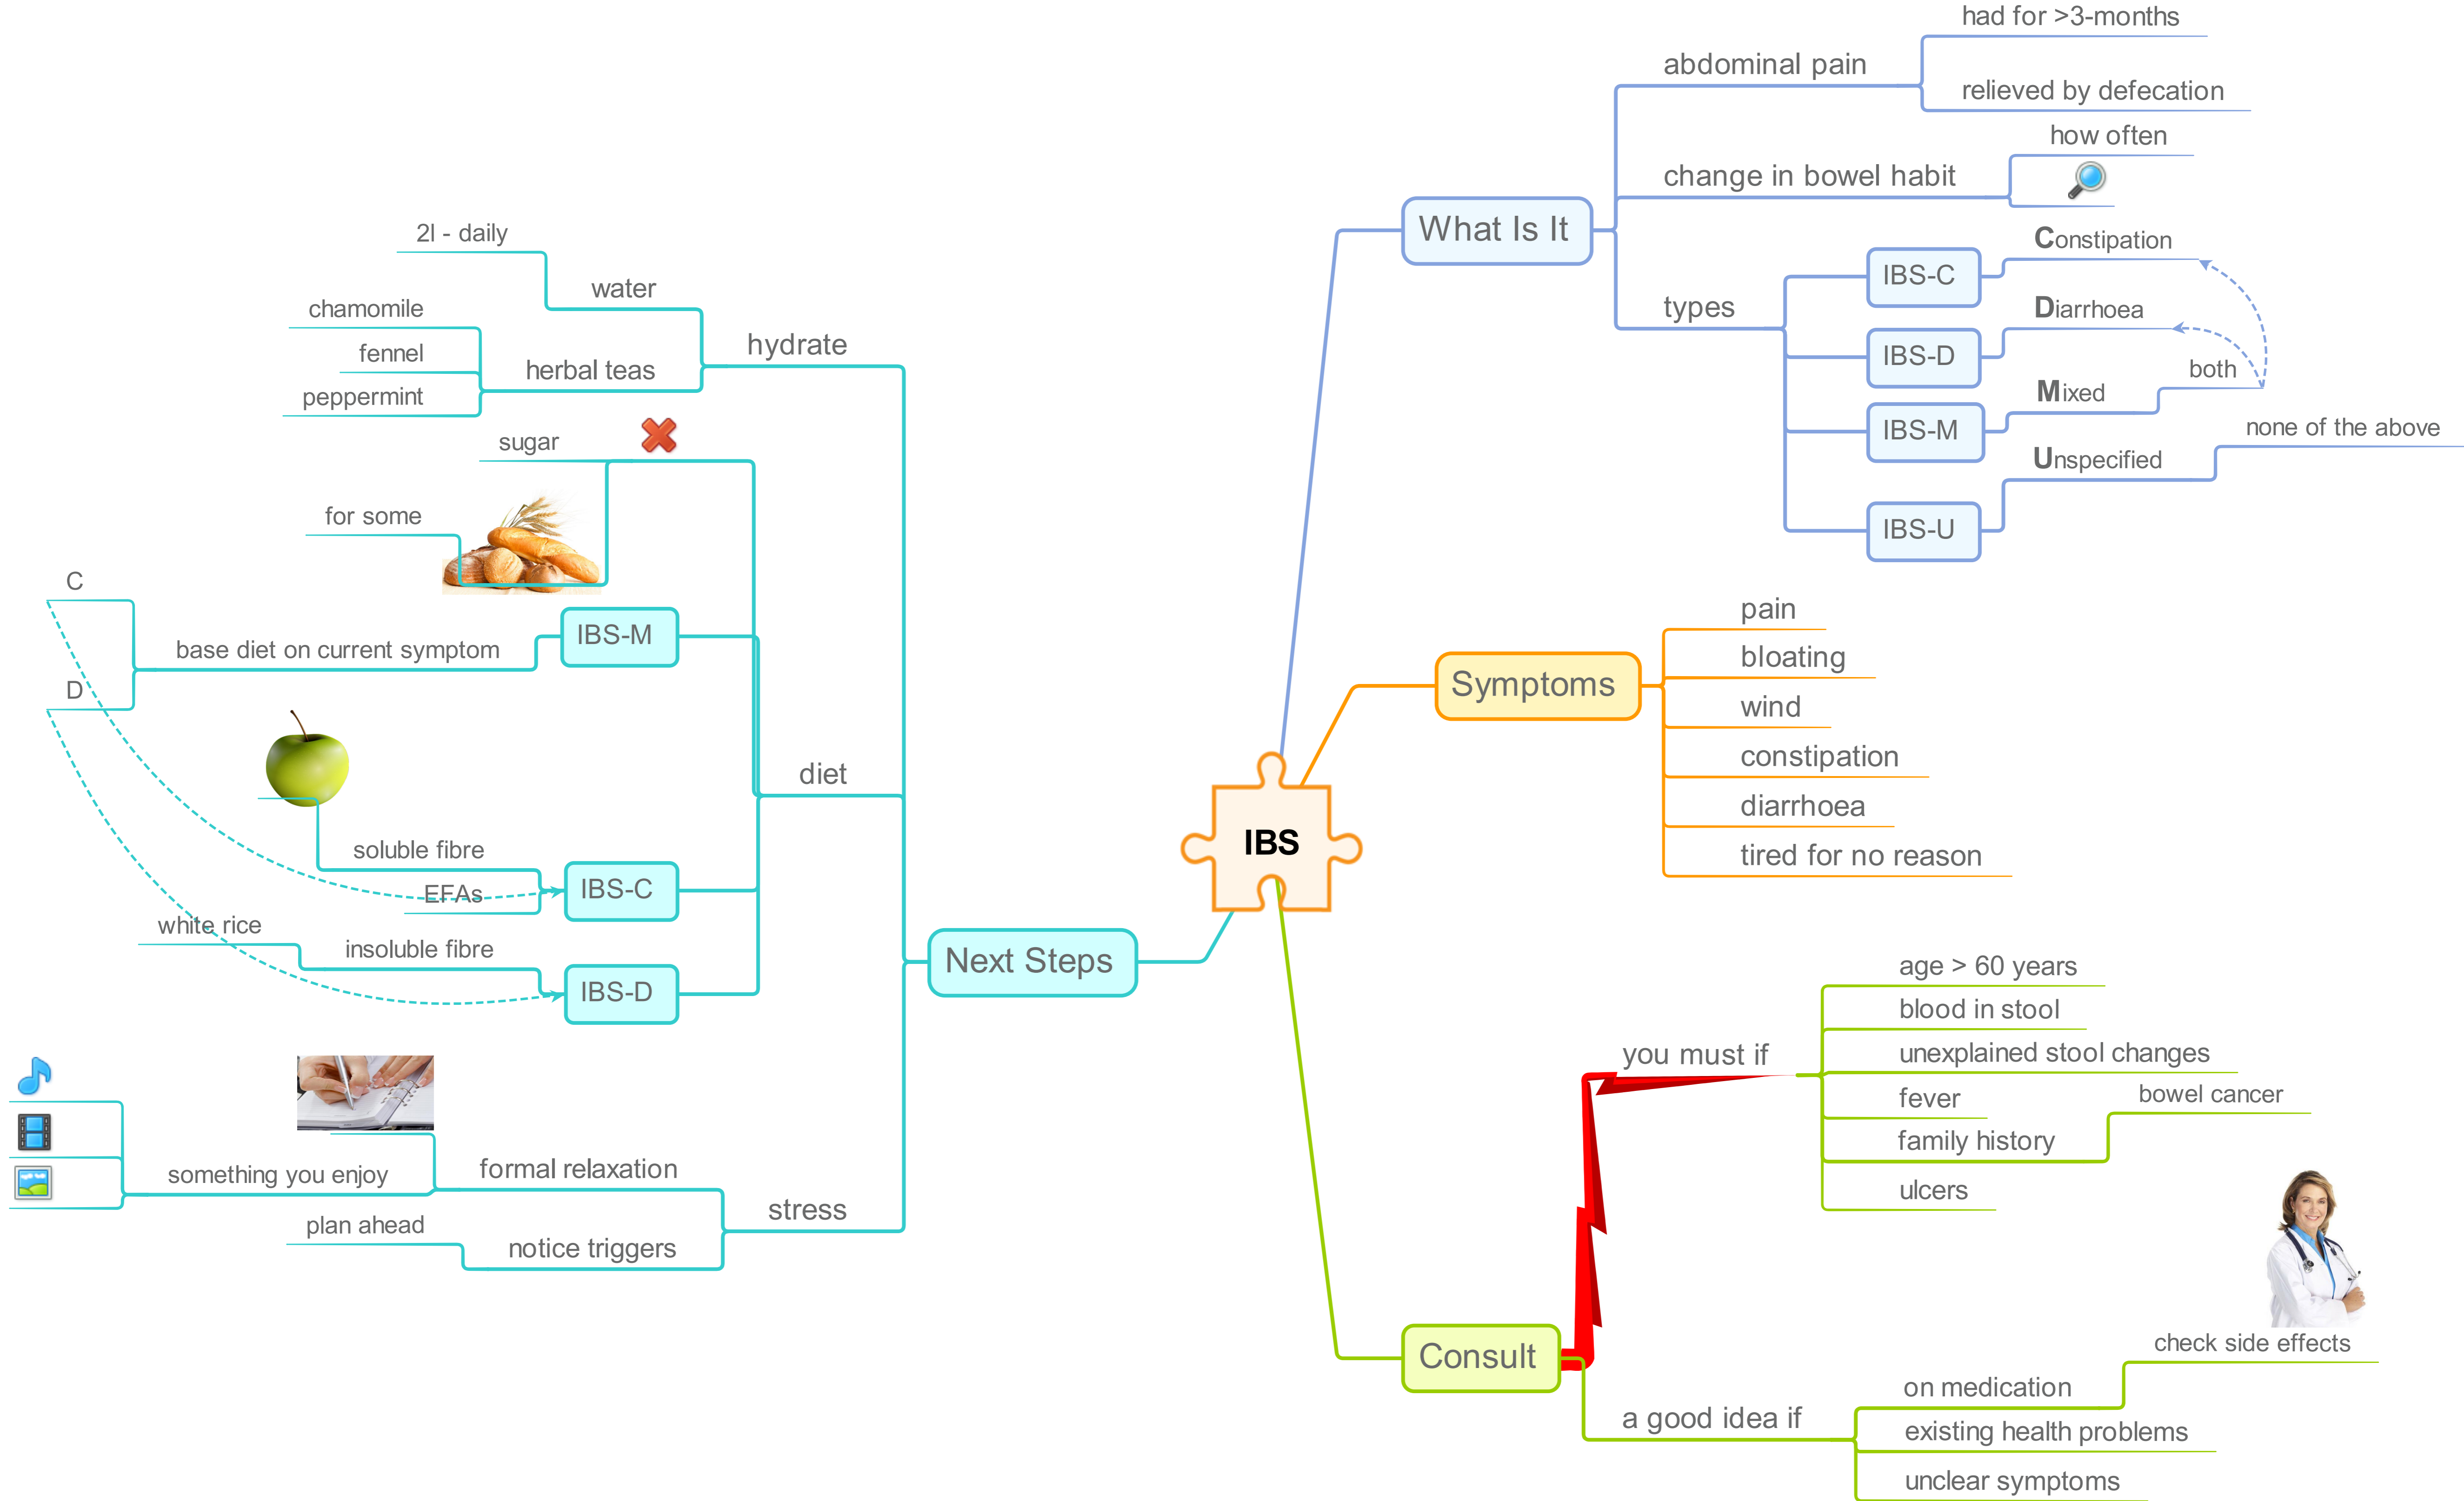 IBS
What Is It
abdominal pain
had for >3-months
relieved by defecation
change in bowel habit
how often
types
IBS-C
Constipation
IBS-D
Diarrhoea
IBS-M
Mixed
both
IBS-U
Unspecified
none of the above
Symptoms
pain
bloating
wind
constipation
diarrhoea
tired for no reason
Consult
you must if
age > 60 years
blood in stool
unexplained stool changes
fever
family history
bowel cancer
ulcers
a good idea if
on medication
check side effects
existing health problems
unclear symptoms
Next Steps
hydrate
water
2l - daily
herbal teas
chamomile
fennel
peppermint
diet
sugar
for some
IBS-M
base diet on current symptom
C
D
IBS-C
soluble fibre
EFAs
IBS-D
insoluble fibre
white rice
stress
formal relaxation
something you enjoy
notice triggers
plan ahead